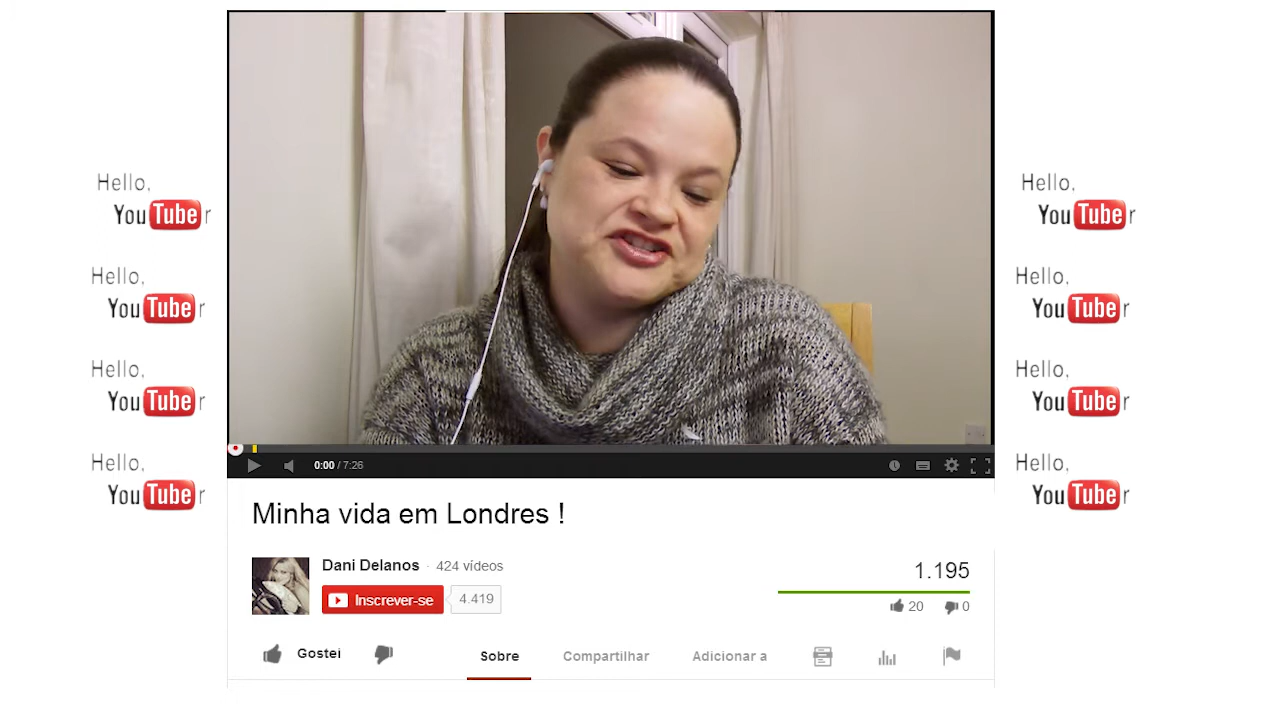 Hello,
YouTuber
Hello,
YouTuber
Hello,
YouTuber
Hello,
YouTuber
Hello,
YouTuber
Hello,
YouTuber
Hello,
YouTuber
Hello,
YouTuber
0:00 / 7:26
Minha vida em Londres !
Dani Delanos · 424 vídeos
Inscrever-se 4.419
1.195
20 0
Gostei Sobre Compartilhar Adicionar a